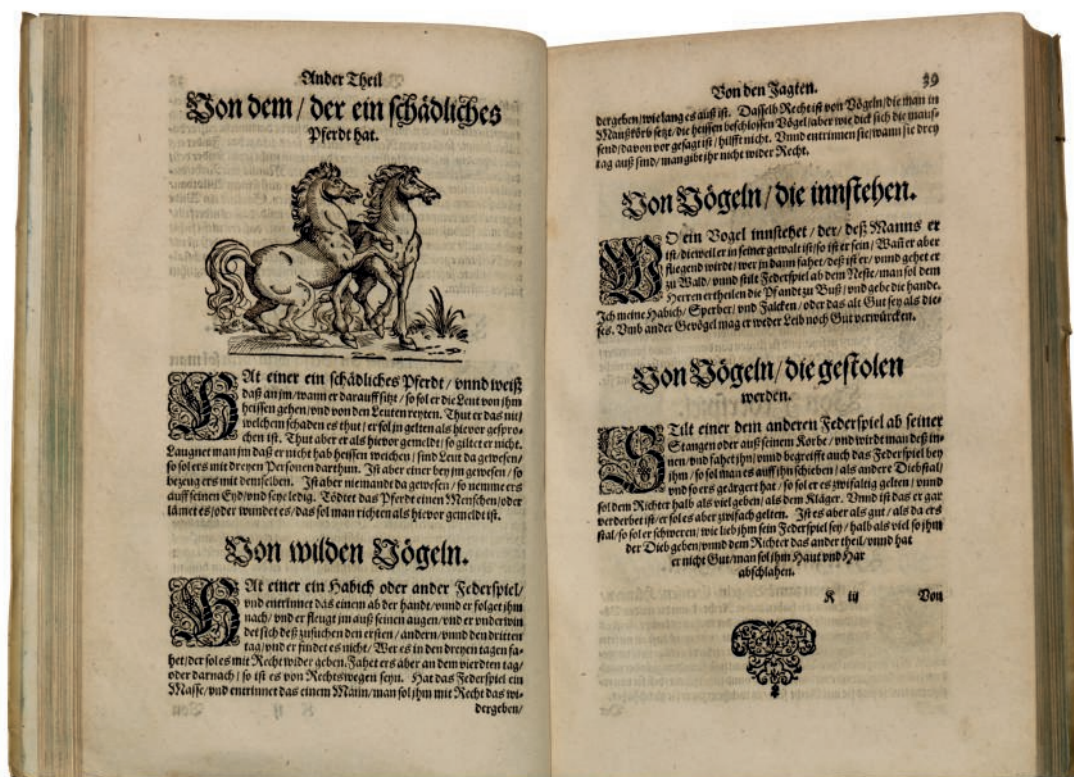 Ander Theil
Von dem / der ein schädliches
Pferdt hat.
HAt einer ein schädliches Pferdt / vnnd weiß
daß an jm / wann er darauff sitzt / so sol er die Leut von jhm
heissen gehen / vnd von den Leuten reyten. Thut er das nit /
welchem schaden es thut / er sol jn gelten als hievor gespro-
chen ist. Thut aber er als hievor gemeldt / so giltet er nicht.
Laugnet man jm daß er nicht hab heissen weichen / sind Leut da gewesen /
so sol ers mit dreyen Personen darthun. Ist aber einer bey jm gewesen / so
bezeug ers mit demselben. Ist aber niemandt da gewesen / so nemme ers
auff seinen Eyd / vnd seye ledig. Tödtet das Pferdt einen Menschen / oder
lämet es / oder wundet es / das sol man richten als hievor gemeldt ist.
Von wilden Vögeln.
HAt einer ein Habich oder ander Federspiel /
vnd entrinnet das einem ab der handt / vnnd er folget jhm
nach / vnd er fleugt jm auß seinen augen / vnd er vnderwin
det sich deß zusuchen den ersten / andern / vnnd den dritten
tag / vnd er findet es nicht / Wer es in den dreyen tagen fa-
het / der sol es mit Recht wider geben. Fahet ers aber an dem vierdten tag /
oder darnach / so ist es von Rechtswegen seyn. Hat das Federspiel ein
Masse / vnd entrinnet das einem Mann / man sol jhm mit Recht das wi-
dergeben /
Von den Jagten.
39
dergeben / wie lang es auß ist. Dasselb Recht ist von Vögeln / die man in
Maußkörb setzt / die heissen beschlossen Vögel / aber wie dick sich die maus-
send / davon vor gesagt ist / hilfft nicht. Vnnd entrinnen sie / wann sie drey
tag auß sind / man gibt ihr nicht wider Recht.
Von Vögeln / die innstehen.
WO ein Vogel innstehet / der / deß Manns er
ist / dieweil er in seiner gewalt ist / so ist er sein / Wañ er aber
fliegend wirdt / wer jn dann fahet / deß ist er / vnnd gehet er
zu Wald / vnnd stilt Federspiel ab dem Neste / man sol dem
Herren ertheilen die Pfandt zu Buß / vnd gebe die hande.
Ich meine Habich / Sperber / vnd Falcken / oder das alt Gut sey als die-
ses. Vmb ander Gevögel mag er weder Leib noch Gut verwürcken.
Von Vögeln / die gestolen
werden.
STilt einer dem anderen Federspiel ab seiner
Stangen oder auß seinem Korbe / vnd wirdt man deß in-
nen / vnd fahet jhn / vnnd begreifft auch das Federspiel bey
jhm / so sol man es auff ihn schieben / als andere Diebstal /
vnd so ers geärgert hat / so sol er es zwifaltig gelten / vnnd
sol dem Richter halb als viel geben / als dem Kläger. Vnnd ist das er gar
verderbet ist / er sol es aber zwifach gelten. Ist es aber als gut / als da ers
stal / so sol er schweren / wie lieb jhm sein Federspiel sey / halb als viel so jhm
der Dieb geben / vnnd dem Richter das ander theil / vnnd hat
er nicht Gut / man sol jhm Haut vnd Har
abschlahen.
K iij Von